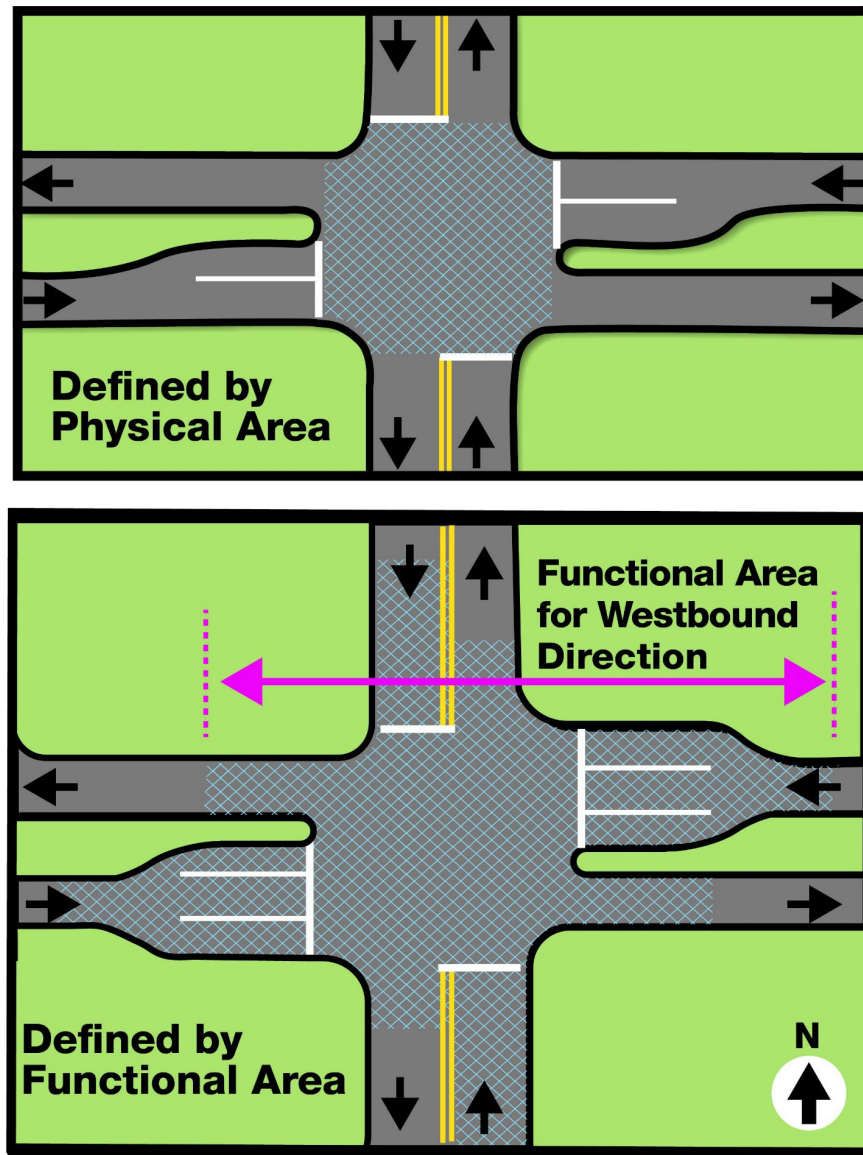 Defined by
Physical Area
Functional Area
for Westbound
Direction
Defined by
Functional Area
N